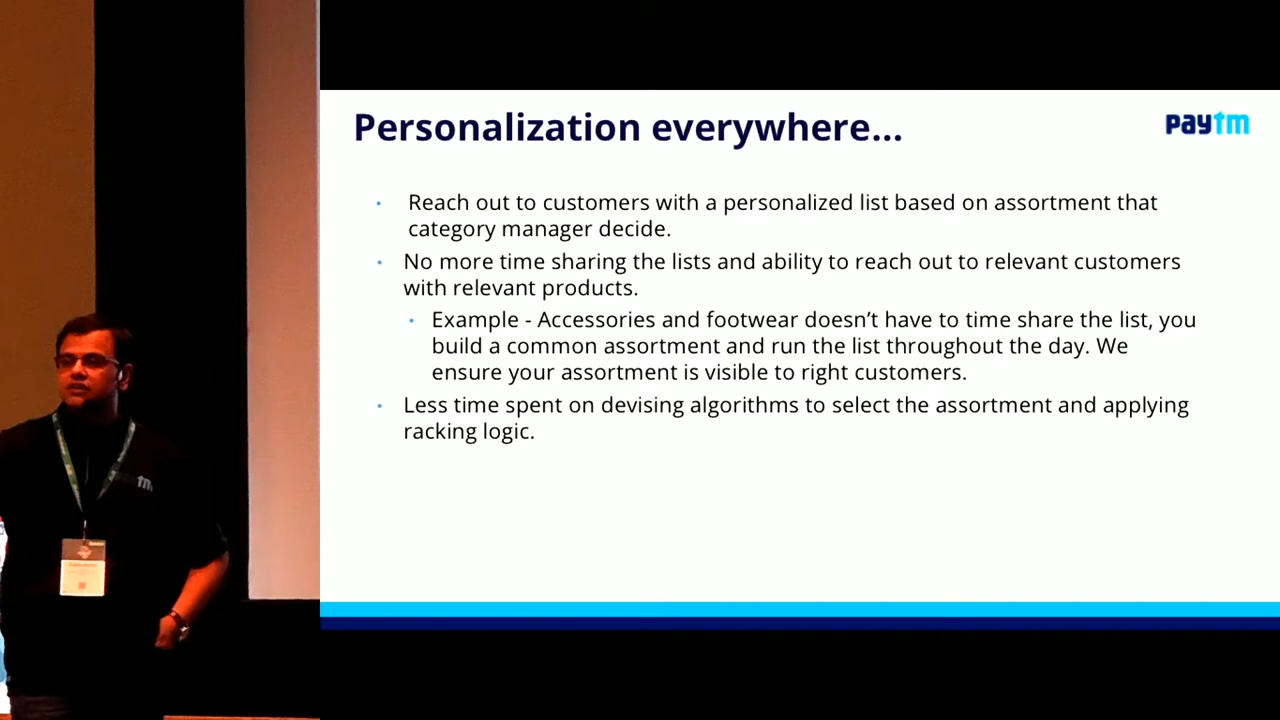 Personalization everywhere...
paytm
Reach out to customers with a personalized list based on assortment that
category manager decide.
No more time sharing the lists and ability to reach out to relevant customers
with relevant products.
Example - Accessories and footwear doesn't have to time share the list, you
build a common assortment and run the list throughout the day. We
ensure your assortment is visible to right customers.
Less time spent on devising algorithms to select the assortment and applying
racking logic.
tm